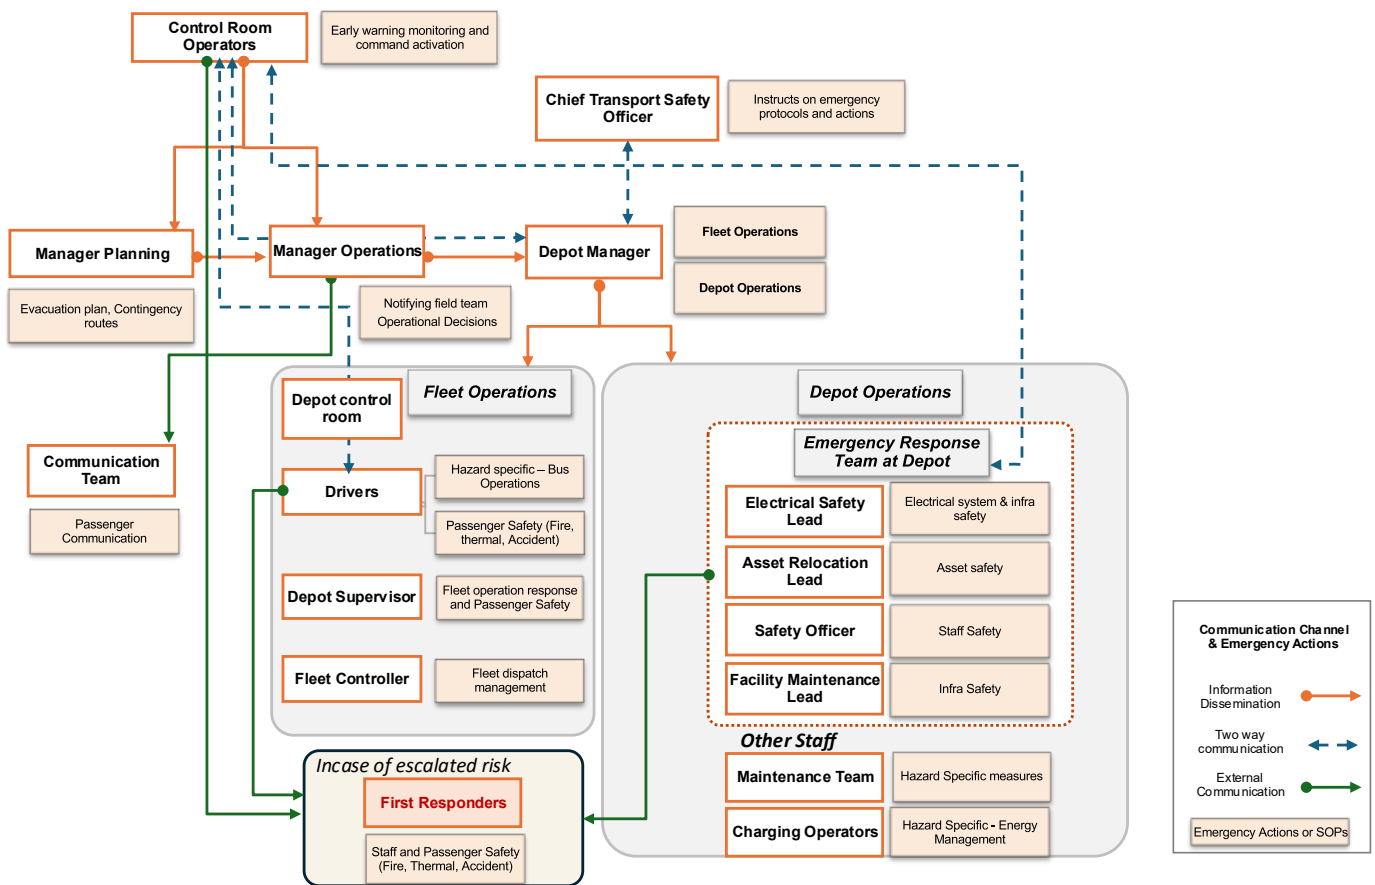 Control Room
Operators
Early warning monitoring and
command activation
Chief Transport Safety
Officer
Instructs on emergency
protocols and actions
Manager Planning
Manager Operations
Depot Manager
Fleet Operations
Depot Operations
Evacuation plan, Contingency
routes
Notifying field team
Operational Decisions
Communication
Team
Passenger
Communication
Fleet Operations
Depot control
room
Drivers
Hazard specific – Bus
Operations
Passenger Safety (Fire,
thermal, Accident)
Depot Supervisor
Fleet operation response
and Passenger Safety
Fleet Controller
Fleet dispatch
management
Depot Operations
Emergency Response
Team at Depot
Electrical Safety
Lead
Electrical system & infra
safety
Asset Relocation
Lead
Asset safety
Safety Officer
Staff Safety
Facility Maintenance
Lead
Infra Safety
Other Staff
Maintenance Team
Hazard Specific measures
Charging Operators
Hazard Specific - Energy
Management
Incase of escalated risk
First Responders
Staff and Passenger Safety
(Fire, Thermal, Accident)
Communication Channel
& Emergency Actions
Information
Dissemination
Two way
communication
External
Communication
Emergency Actions or SOPs